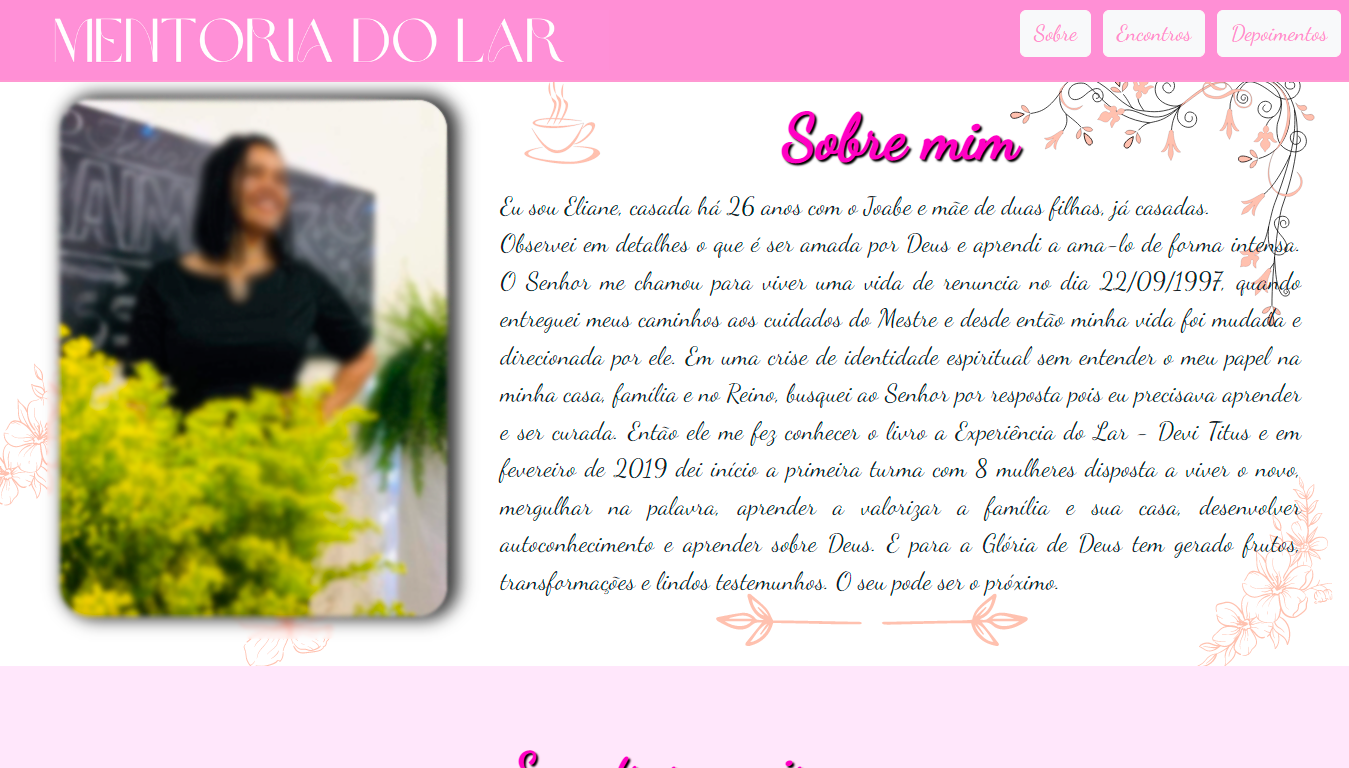 MENTORIA DO LAR
Sobre
Encontros
Depoimentos
Sobre mim
Eu sou Eliane, casada há 26 anos com o Joabe e mãe de duas filhas, já casadas.
Observei em detalhes o que é ser amada por Deus e aprendi a ama-lo de forma intensa.
O Senhor me chamou para viver uma vida de renuncia no dia 22/09/1997, quando
entreguei meus caminhos aos cuidados do Mestre e desde então minha vida foi mudada e
direcionada por ele. Em uma crise de identidade espiritual sem entender o meu papel na
minha casa, família e no Reino, busquei ao Senhor por resposta pois eu precisava aprender
e ser curada. Então ele me fez conhecer o livro a Experiência do Lar - Devi Titus e em
fevereiro de 2019 dei início a primeira turma com 8 mulheres disposta a viver o novo,
mergulhar na palavra, aprender a valorizar a família e sua casa, desenvolver
autoconhecimento e aprender sobre Deus. E para a Glória de Deus tem gerado frutos,
transformações e lindos testemunhos. O seu pode ser o próximo.